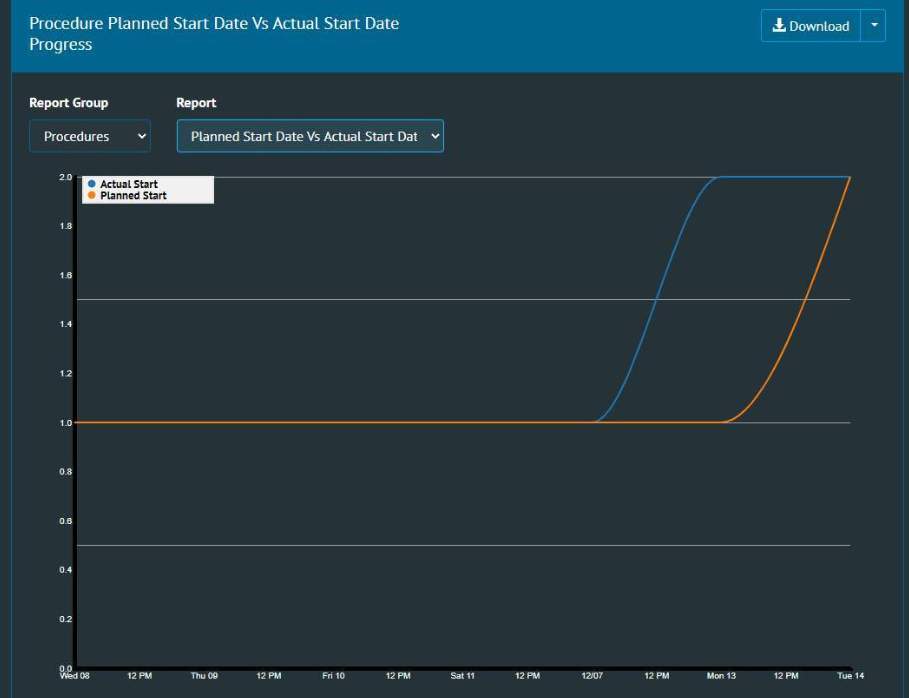 Procedure Planned Start Date Vs Actual Start Date
Progress
Download
Report Group
Report
Procedures
Planned Start Date Vs Actual Start Dat
2.0
Actual Start
Planned Start
1.8
1.6
1.4
1.2
1.0
0.8
0.6
0.4
0.2
0.0
Wed 08 12 PM Thu 09 12 PM Fri 10 12 PM Sat 11 12 PM 12/07 12 PM Mon 13 12 PM Tue 14